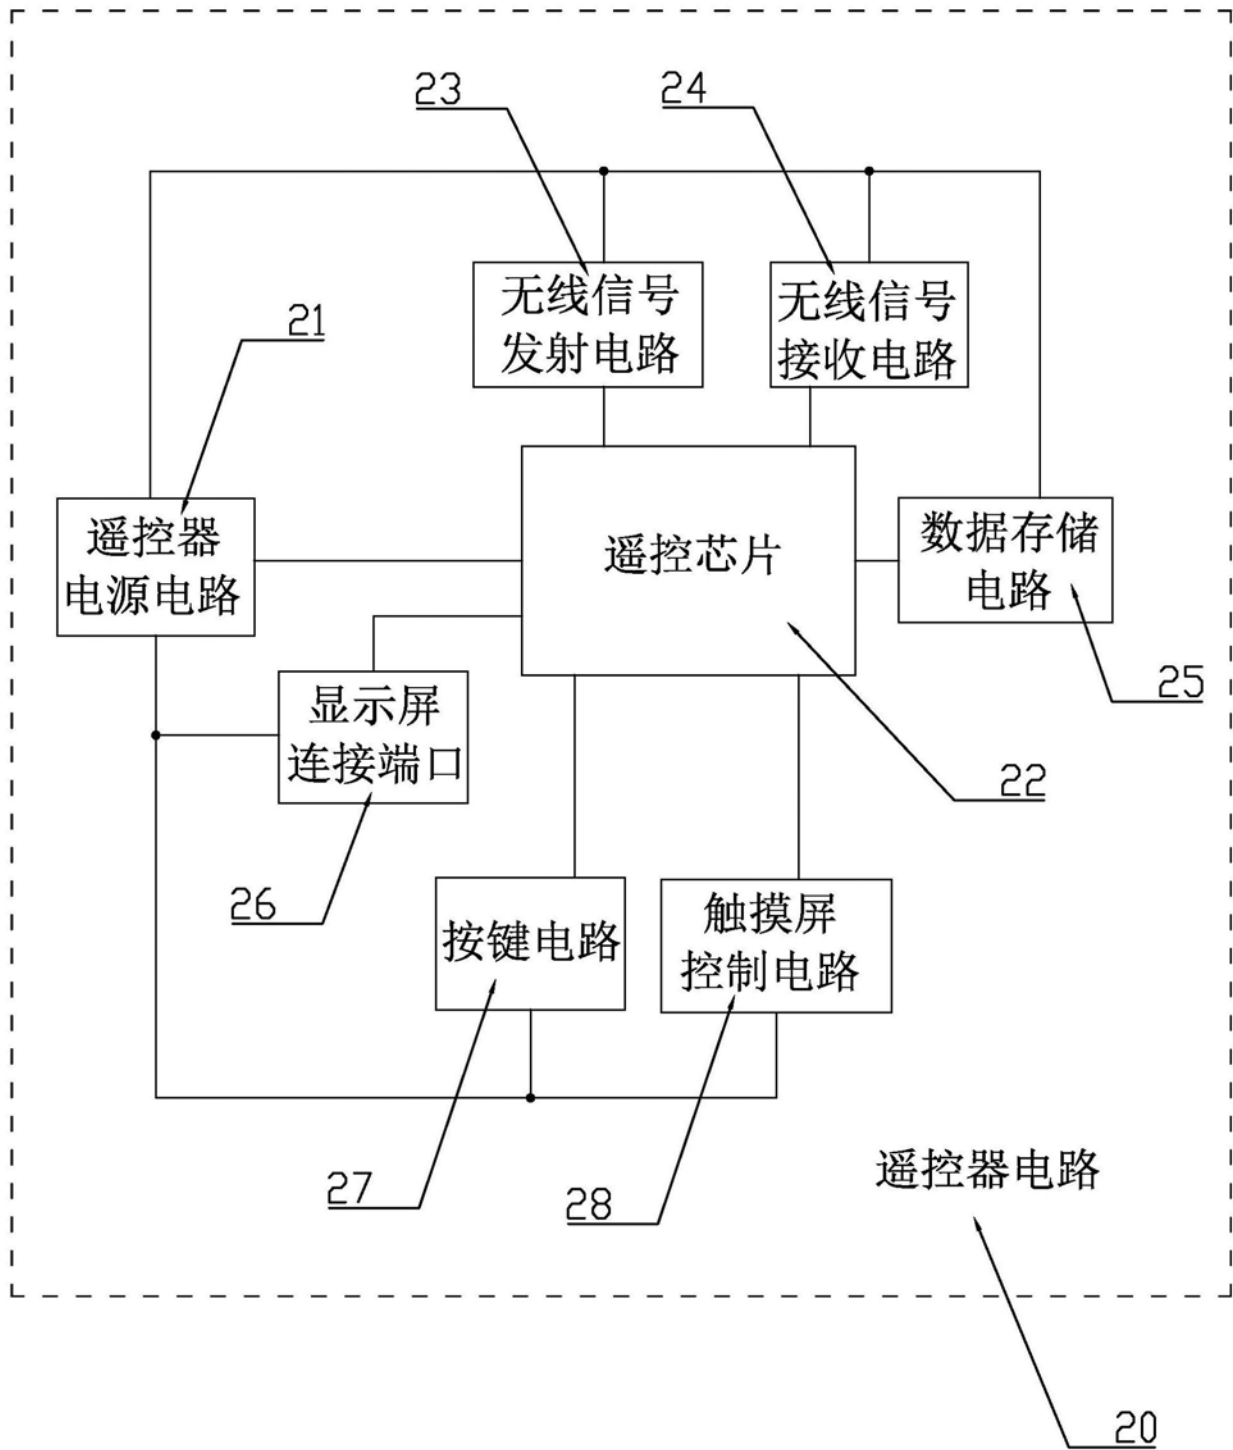 23
24
无线信号
发射电路
无线信号
接收电路
21
遥控器
电源电路
遥控芯片
数据存储
电路
25
显示屏
连接端口
22
26
按键电路
触摸屏
控制电路
27
28
遥控器电路
20